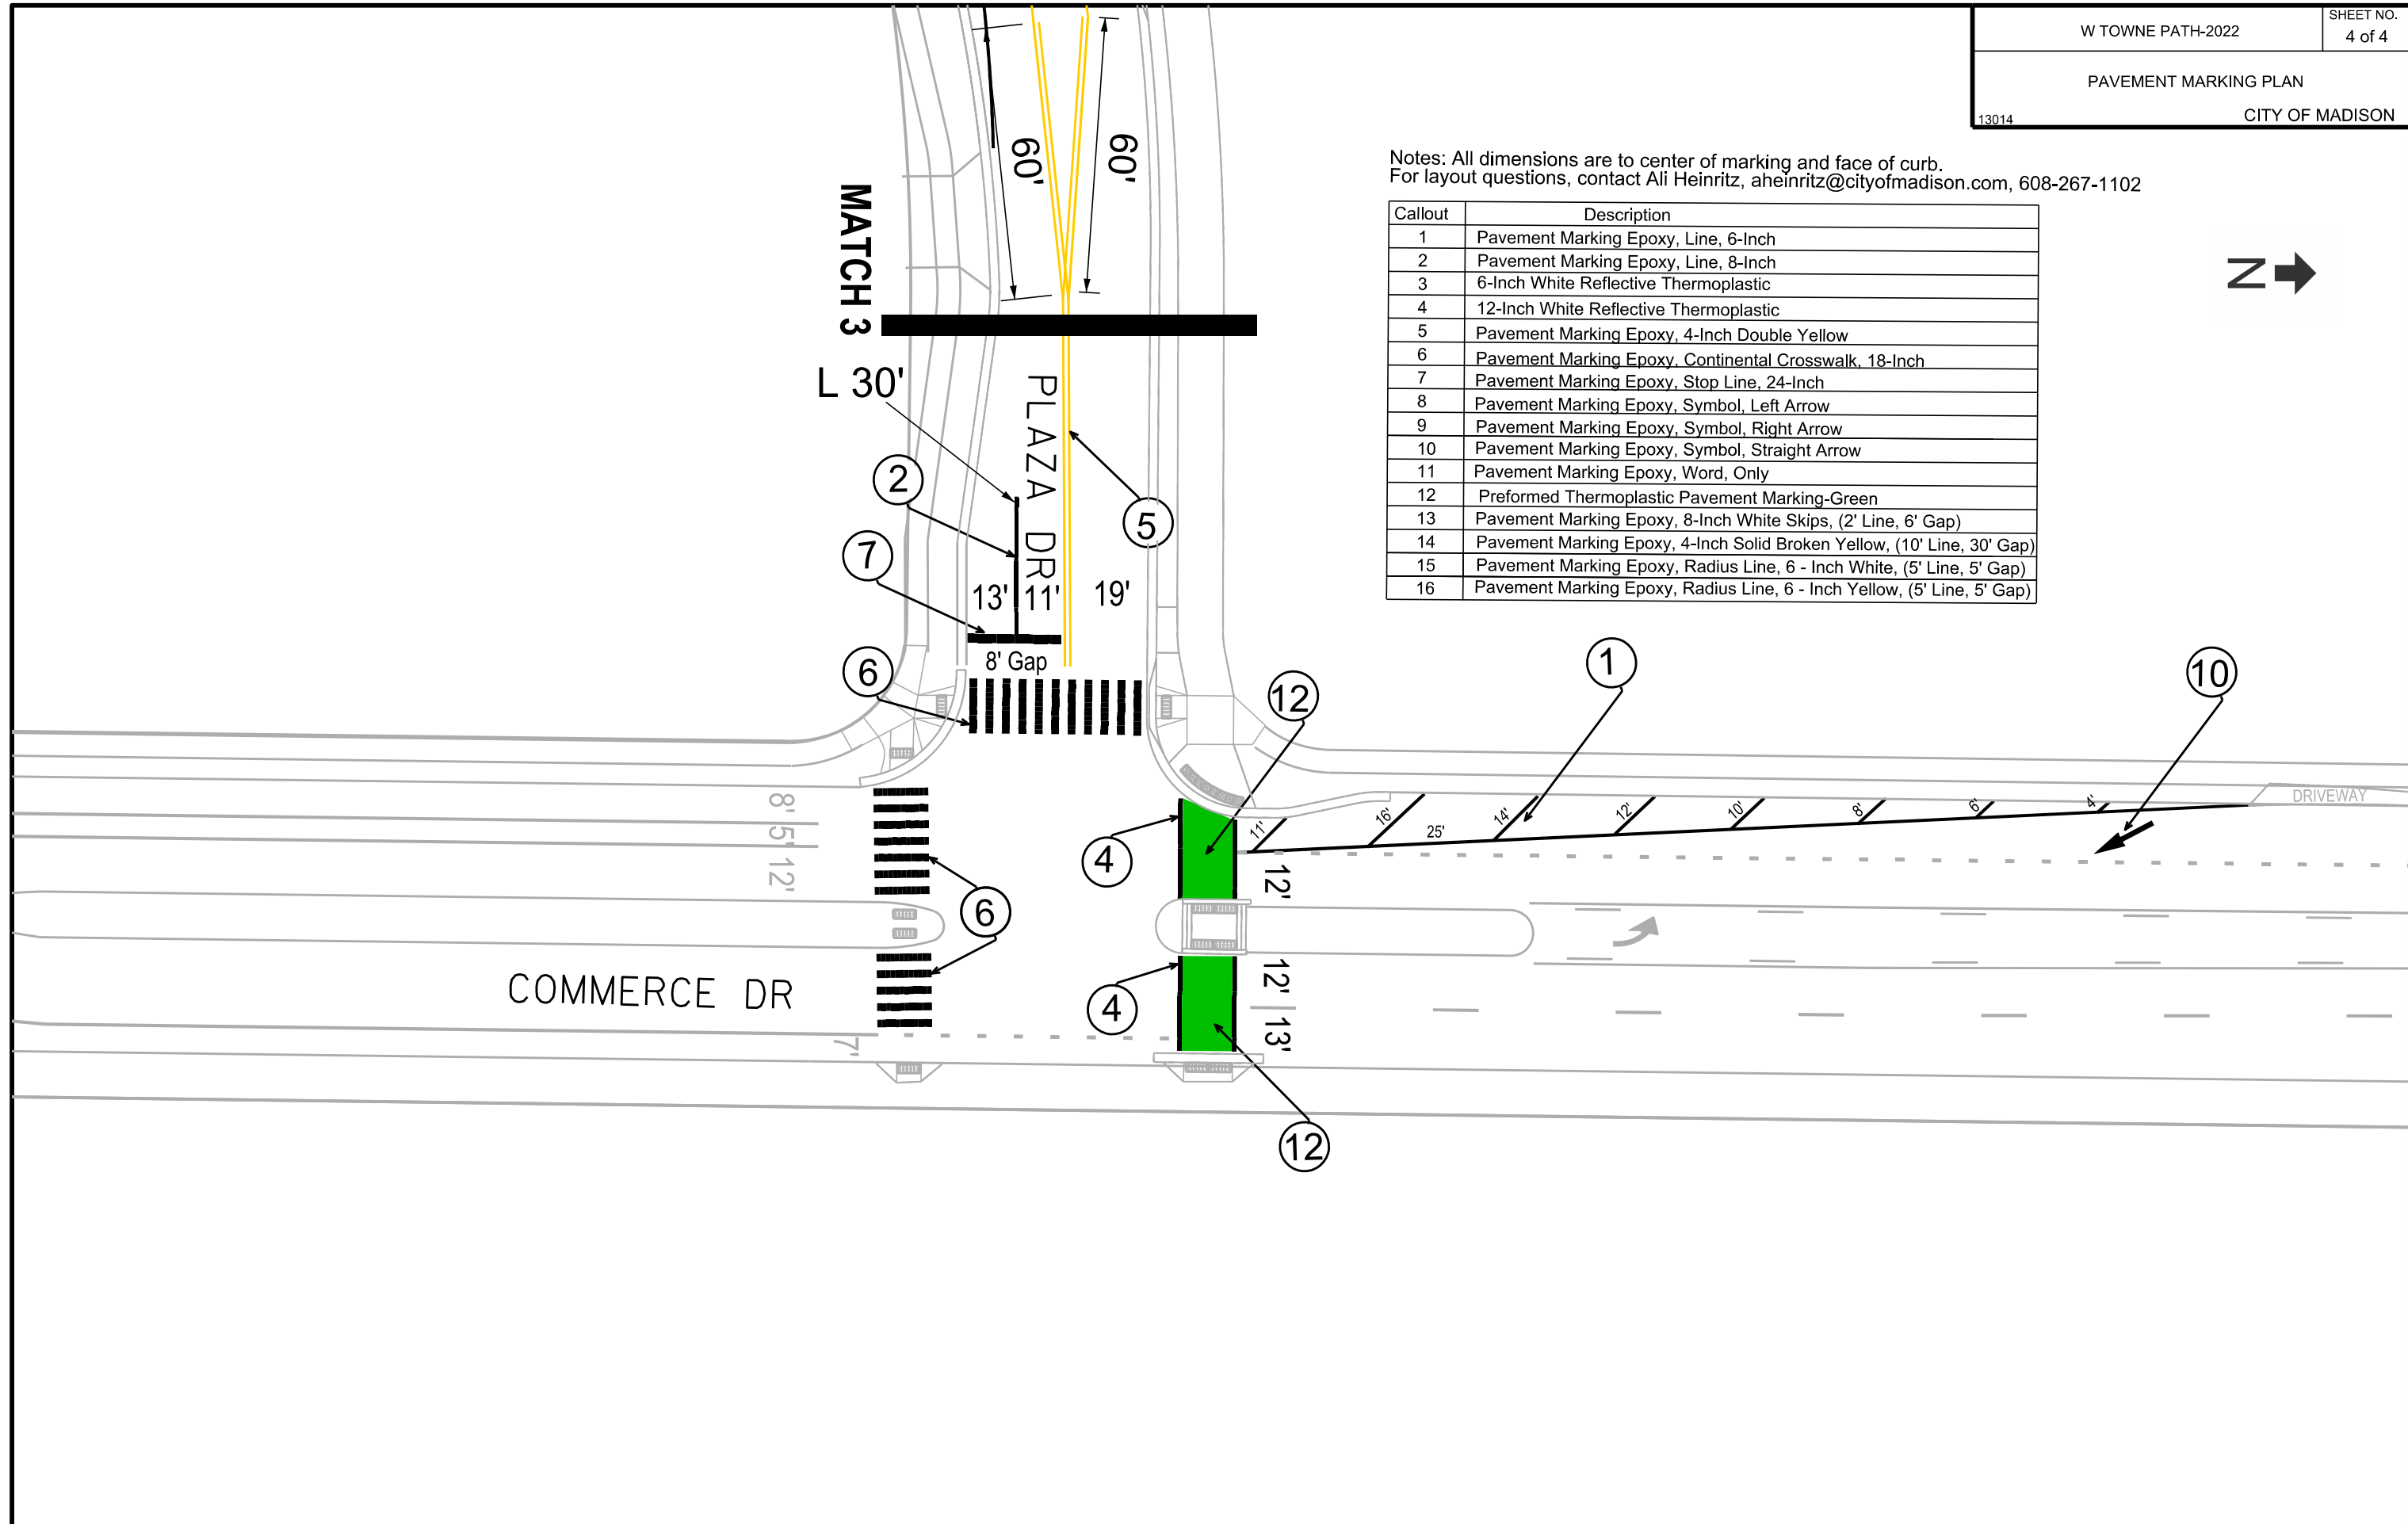 W TOWNE PATH-2022
SHEET NO.
4 of 4
PAVEMENT MARKING PLAN
13014
CITY OF MADISON
Notes: All dimensions are to center of marking and face of curb.
For layout questions, contact Ali Heinritz, aheinritz@cityofmadison.com, 608-267-1102
Callout Description
1 Pavement Marking Epoxy, Line, 6-Inch
2 Pavement Marking Epoxy, Line, 8-Inch
3 6-Inch White Reflective Thermoplastic
4 12-Inch White Reflective Thermoplastic
5 Pavement Marking Epoxy, 4-Inch Double Yellow
6 Pavement Marking Epoxy, Continental Crosswalk, 18-Inch
7 Pavement Marking Epoxy, Stop Line, 24-Inch
8 Pavement Marking Epoxy, Symbol, Left Arrow
9 Pavement Marking Epoxy, Symbol, Right Arrow
10 Pavement Marking Epoxy, Symbol, Straight Arrow
11 Pavement Marking Epoxy, Word, Only
12 Preformed Thermoplastic Pavement Marking-Green
13 Pavement Marking Epoxy, 8-Inch White Skips, (2' Line, 6' Gap)
14 Pavement Marking Epoxy, 4-Inch Solid Broken Yellow, (10' Line, 30' Gap)
15 Pavement Marking Epoxy, Radius Line, 6 - Inch White, (5' Line, 5' Gap)
16 Pavement Marking Epoxy, Radius Line, 6 - Inch Yellow, (5' Line, 5' Gap)
N
60'
60'
MATCH 3
L 30'
PLAZA DR
2
5
7
13'
11'
19'
8' Gap
6
12
1
10
8'
5'
12'
4
11'
16'
25'
14'
12'
10'
8'
6'
4'
DRIVEWAY
12'
6
COMMERCE DR
4
12'
13'
7'
12